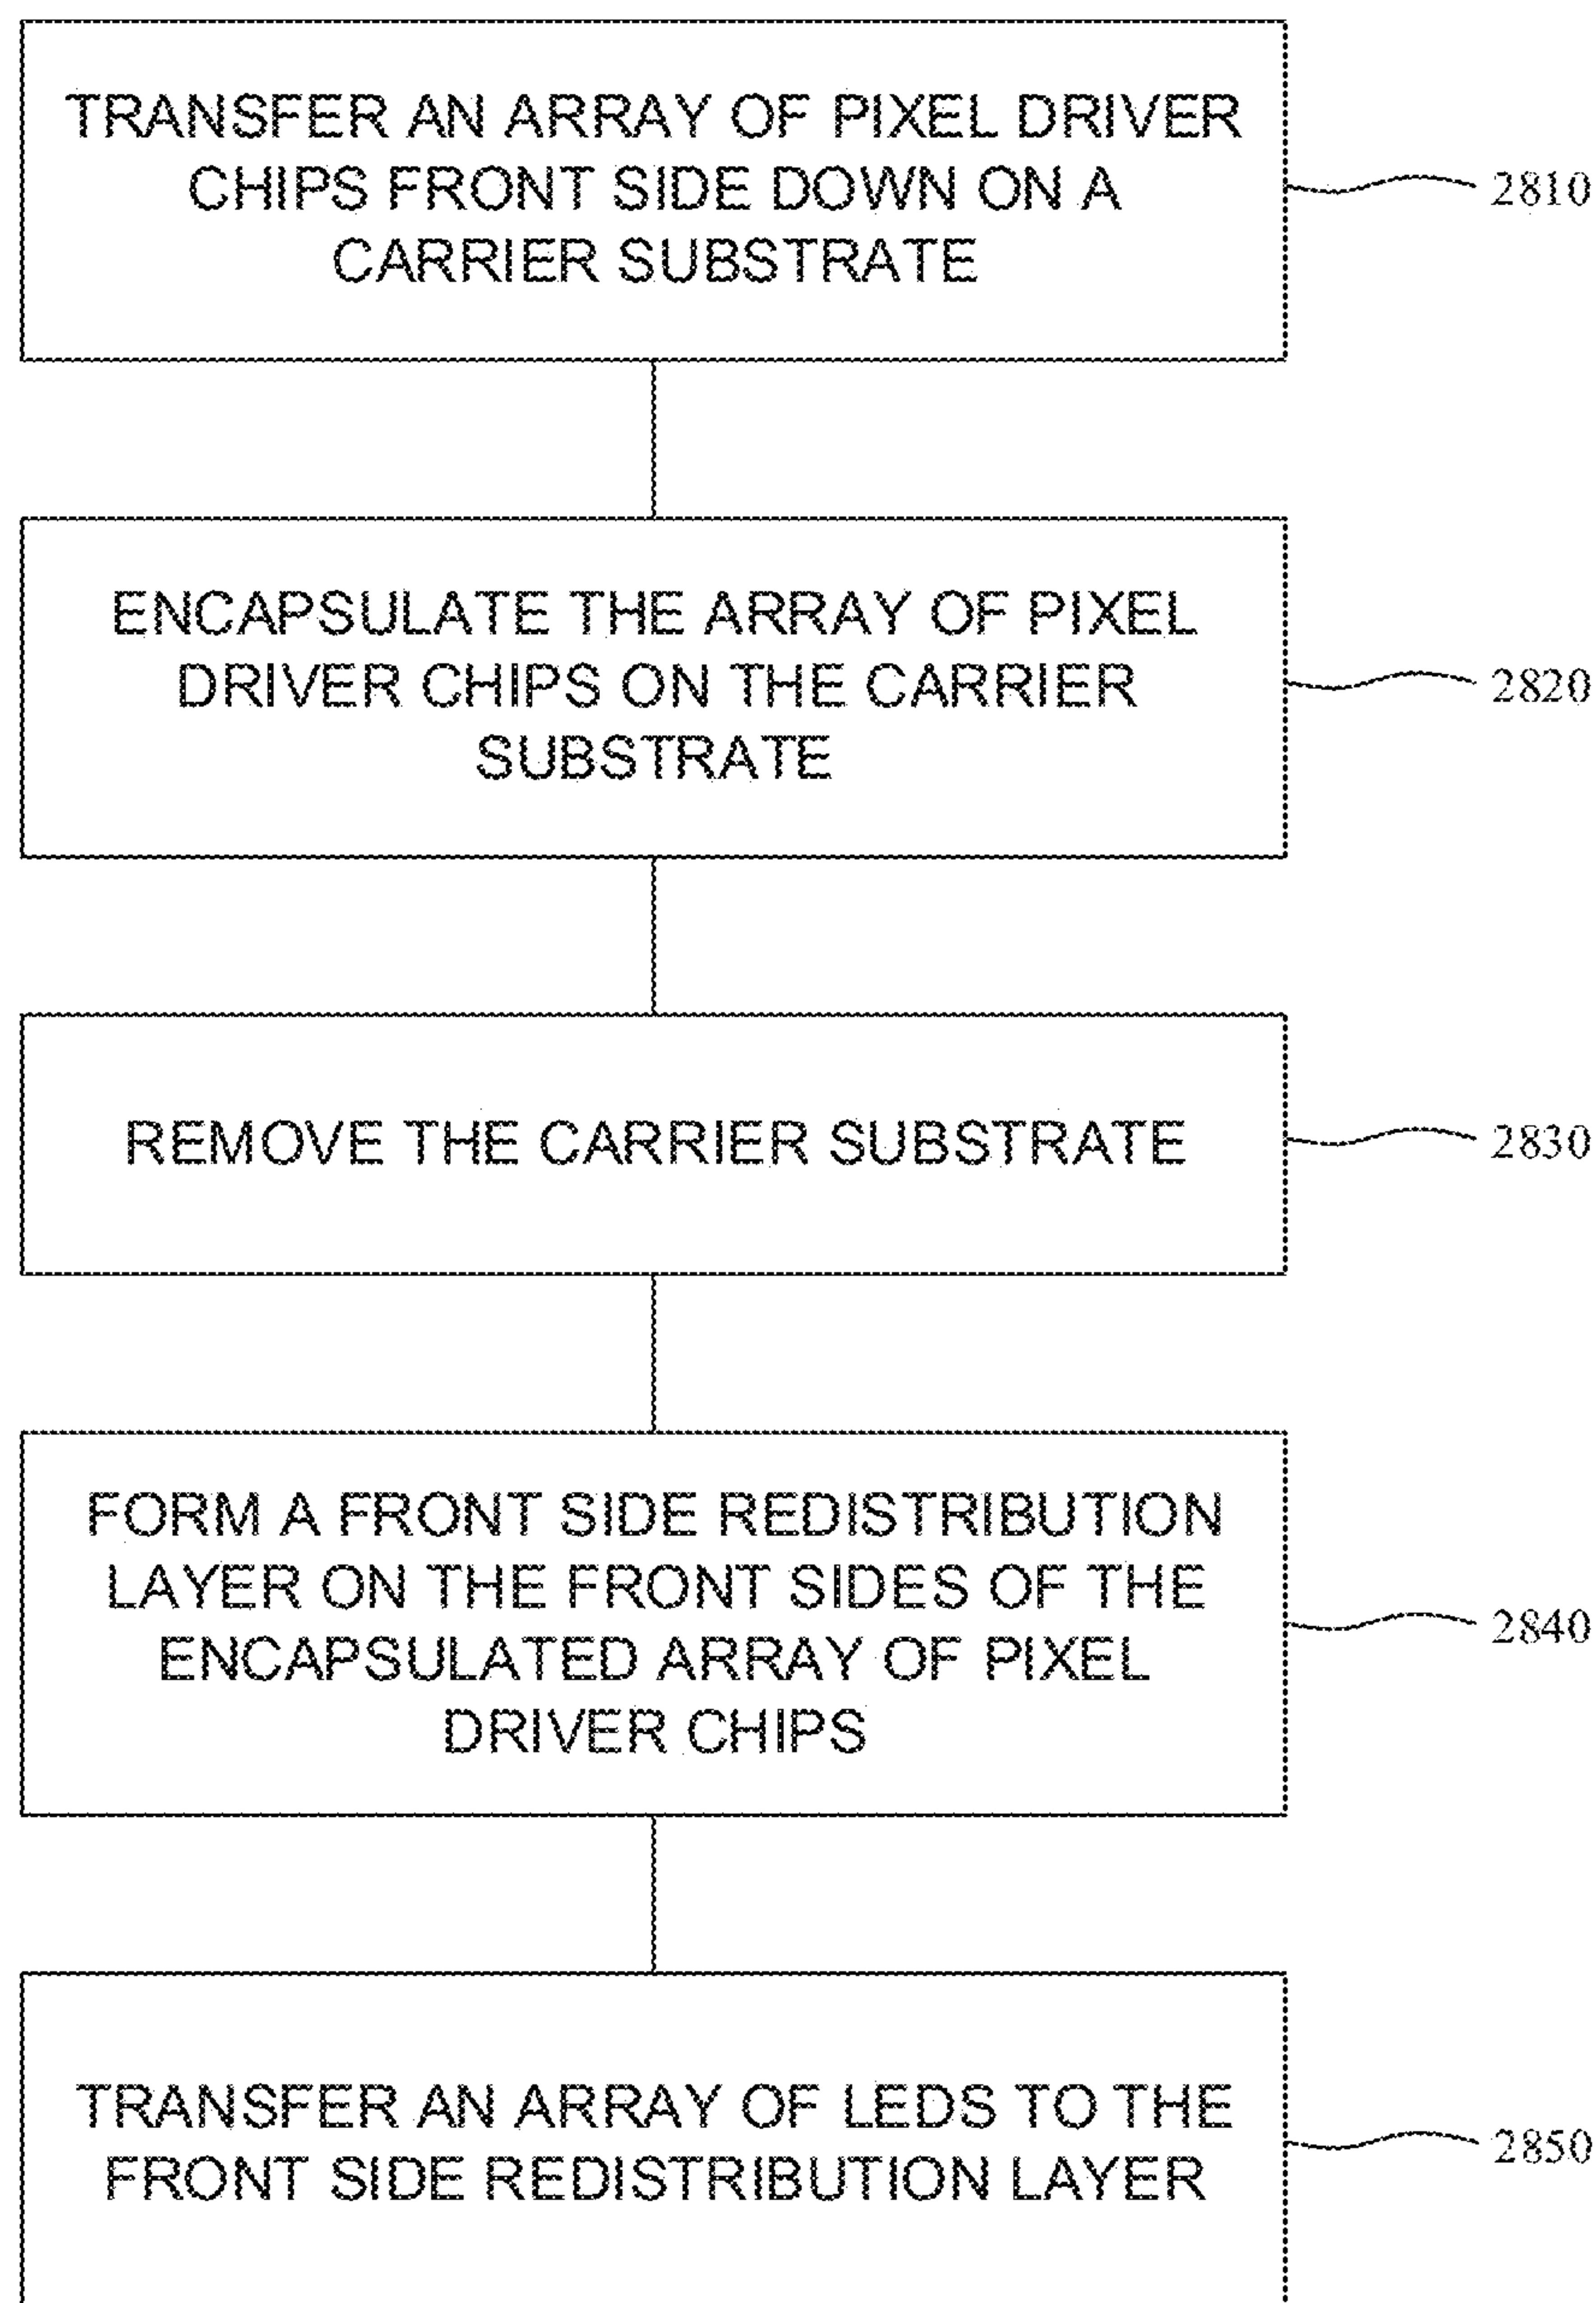 TRANSFER AN ARRAY OF PIXEL DRIVER
CHIPS FRONT SIDE DOWN ON A
CARRIER SUBSTRATE
2810
ENCAPSULATE THE ARRAY OF PIXEL
DRIVER CHIPS ON THE CARRIER
SUBSTRATE
2820
REMOVE THE CARRIER SUBSTRATE
2830
FORM A FRONT SIDE REDISTRIBUTION
LAYER ON THE FRONT SIDES OF THE
ENCAPSULATED ARRAY OF PIXEL
DRIVER CHIPS
2840
TRANSFER AN ARRAY OF LEDS TO THE
FRONT SIDE REDISTRIBUTION LAYER
2850